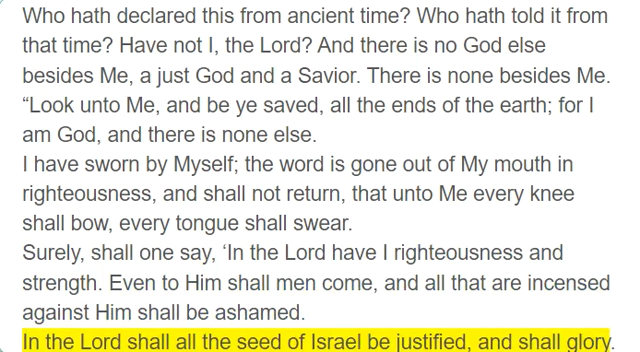 Who hath declared this from ancient time? Who hath told it from
that time? Have not I, the Lord? And there is no God else
besides Me, a just God and a Savior. There is none besides Me.
“Look unto Me, and be ye saved, all the ends of the earth; for I
am God, and there is none else.
I have sworn by Myself; the word is gone out of My mouth in
righteousness, and shall not return, that unto Me every knee
shall bow, every tongue shall swear.
Surely, shall one say, ‘In the Lord have I righteousness and
strength. Even to Him shall men come, and all that are incensed
against Him shall be ashamed.
In the Lord shall all the seed of Israel be justified, and shall glory.